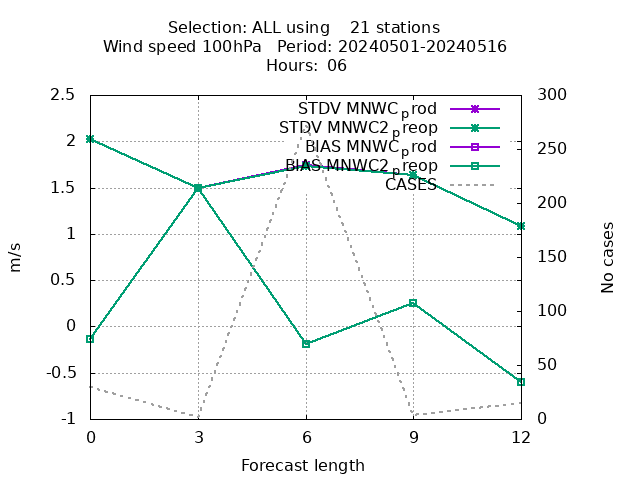 Selection: ALL using    21 stations
Wind speed 100hPa   Period: 20240501-20240516
Hours:  06
2.5
2
1.5
1
0.5
0
-0.5
-1
m/s
STDV MNWC_prod
STDV MNWC2_preop
BIAS MNWC_prod
BIAS MNWC2_preop
CASES
300
250
200
150
100
50
0
No cases
0 3 6 9 12
Forecast length